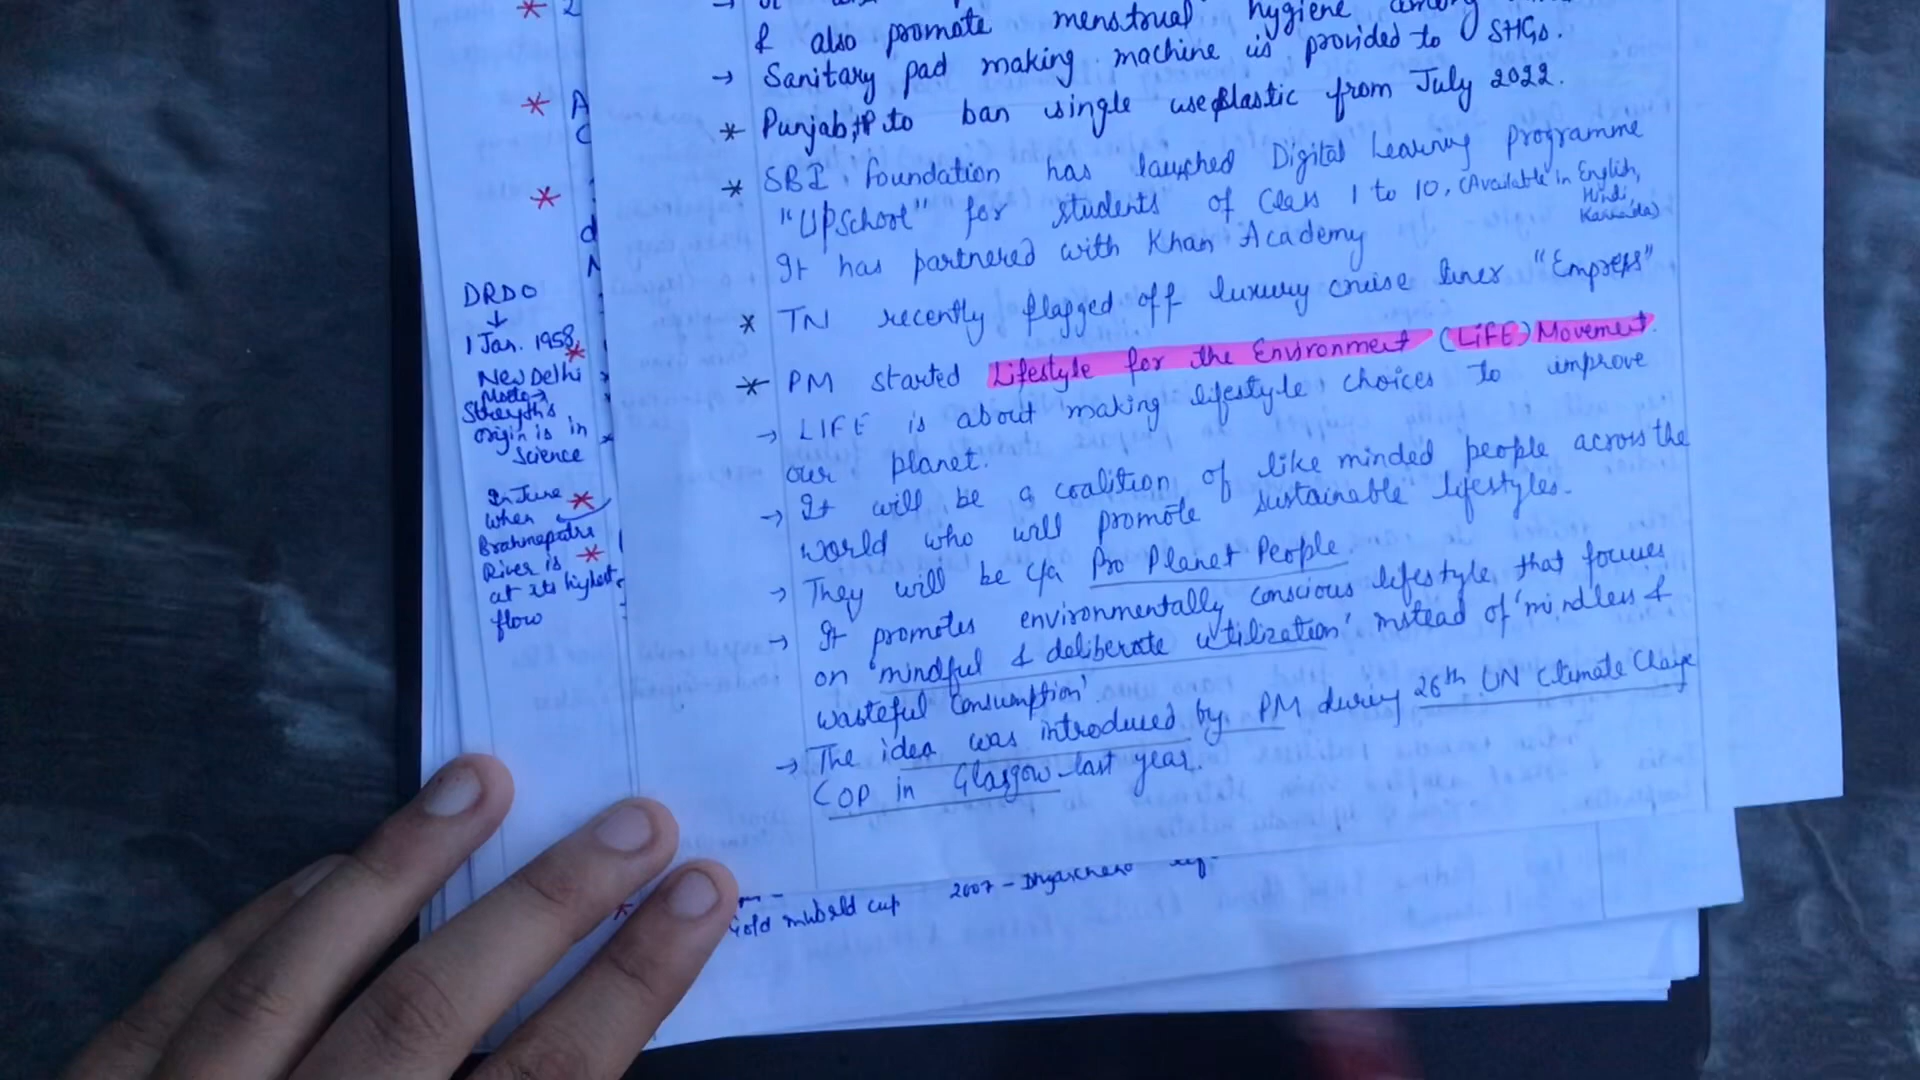 & also promote menstrual hygiene among
→ Sanitary pad making machine is provided to SHGs.
* Punjab, HP to ban single use plastic from July 2022.
* SBI Foundation has lauched Digital Learning Programme
"UpSchool" for students of Class 1 to 10. (Available in English,
Hindi,
Kannada)
It has partnered with Khan Academy
* TN recently flagged off luxury cruise liner "Empress"
* PM started Lifestyle for the Environment (LiFE) Movement.
→ LIFE is about making lifestyle choices to improve
our planet.
→ It will be a coalition of like minded people across the
world who will promote sustainable lifestyles.
→ They will be c/a Pro Planet People.
→ It promotes environmentally conscious lifestyle that focuses
on 'mindful & deliberate utilization' instead of 'mindless &
wasteful consumption'.
→ The idea was introduced by PM during 26th UN Climate Change
COP in Glasgow last year.
* 2
* A
C
*
d
DRDO
↓
1 Jan. 1958,
New Delhi
Moto→
Strength's
origin is in
Science
In June
when
Brahmaputra
River is
at its highest
flow
Gold cup 2007 -